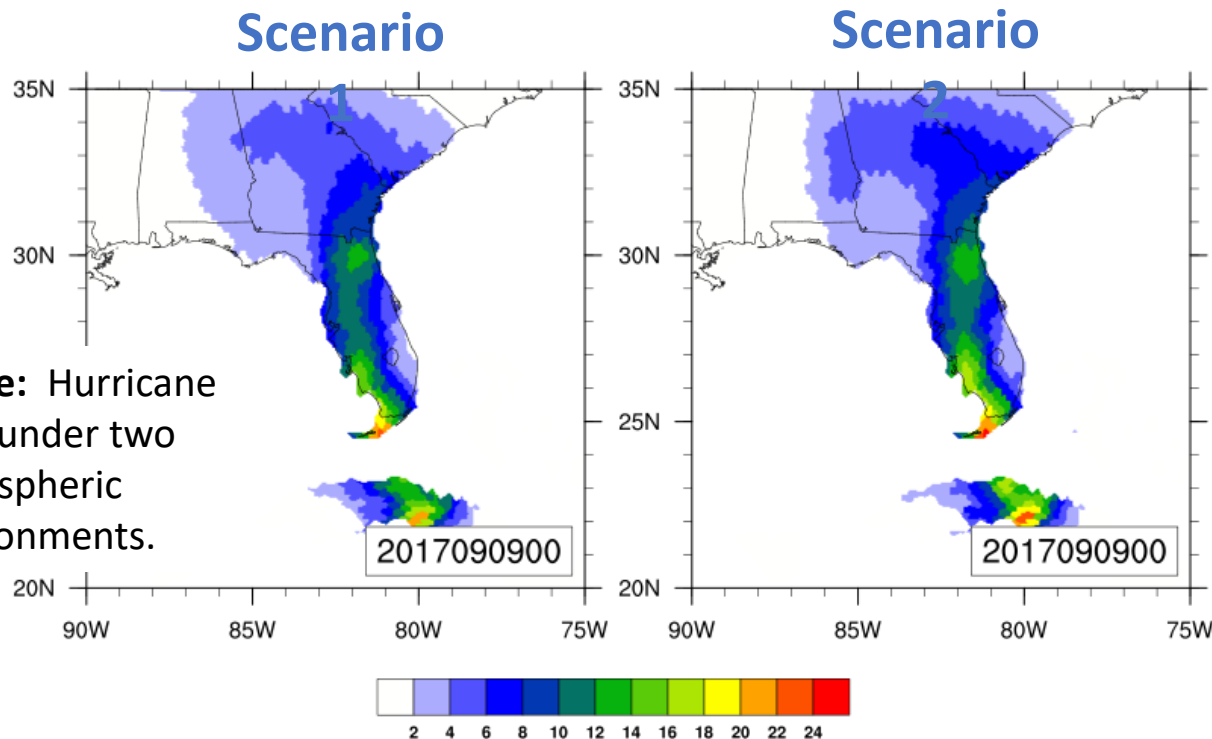 Scenario
1
Scenario
2
35N
30N
20N
90W
85W
80W
75W
e: Hurricane
under two
spheric
onments.
2017090900
35N
30N
25N
20N
90W
85W
80W
75W
2017090900
2 4 6 8 10 12 14 16 18 20 22 24